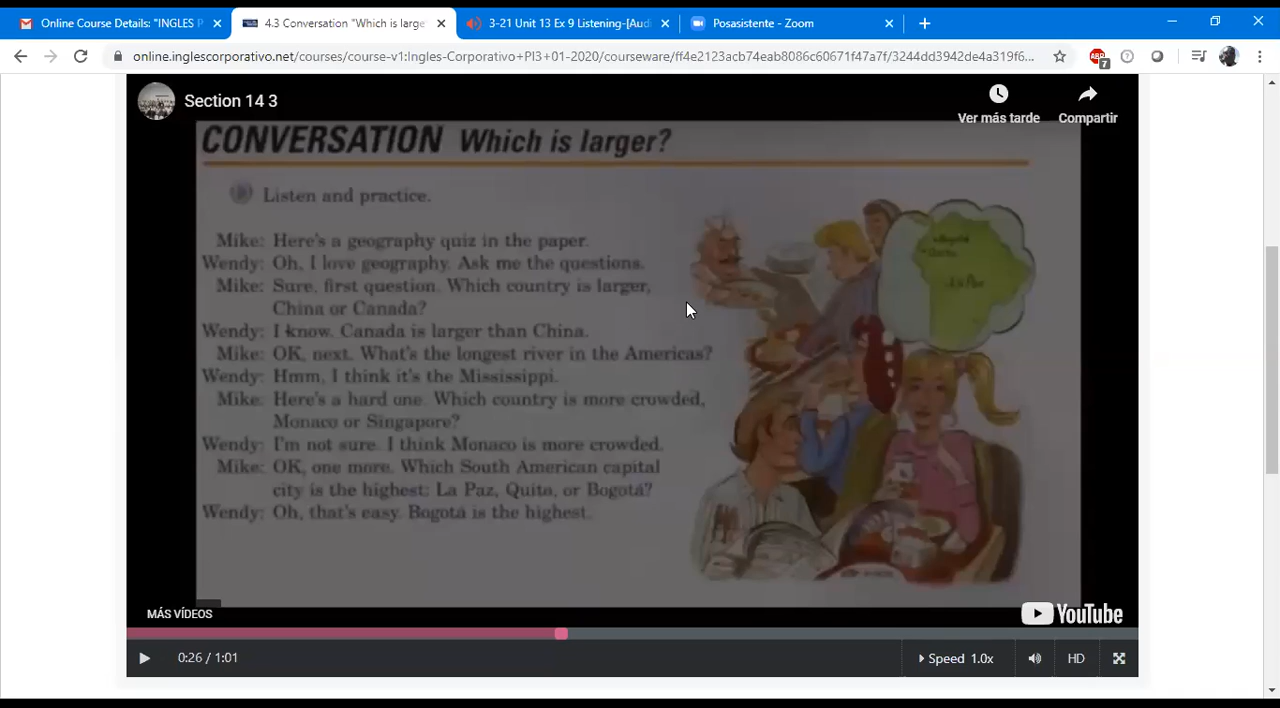 Online Course Details: "INGLES P
4.3 Conversation "Which is large
3-21 Unit 13 Ex 9 Listening-[Aud
Posasistente - Zoom
online.inglescorporativo.net/courses/course-v1:Ingles-Corporativo+PI3+01.2020/courseware/ff4e2123acb74eab8086c60671f47a7f/3244dd3942de4a319f6...
7
Section 14 3
Ver más tarde
Compartir
CONVERSATION Which is larger?
Listen and practice.
Mike: Here's a geography quiz in the paper.
Wendy: Oh, I love geography. Ask me the questions.
Mike: Sure, first question. Which country is larger,
China or Canada?
Wendy: I know. Canada is larger than China.
Mike: OK, next. What's the longest river in the Americas?
Wendy: Hmm, I think it's the Mississippi.
Mike: Here's a hard one. Which country is more crowded,
Monaco or Singapore?
Wendy: I'm not sure. I think Monaco is more crowded.
Mike: OK, one more. Which South American capital
city is the highest: La Paz, Quito, or Bogotá?
Wendy: Oh, that's easy. Bogotá is the highest.
MÁS VÍDEOS
YouTube
0:26 / 1:01
Speed 1.0x
HD